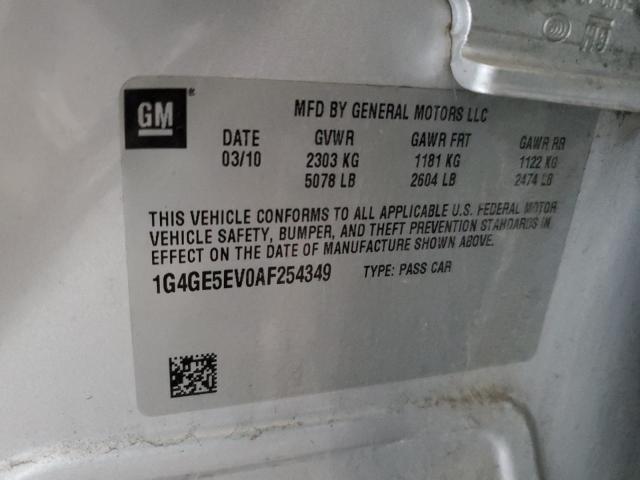 GM
MFD BY GENERAL MOTORS LLC
DATE GVWR GAWR FRT GAWR RR
03/10 2303 KG 1181 KG 1122 KG
5078 LB 2604 LB 2474 LB
THIS VEHICLE CONFORMS TO ALL APPLICABLE U.S. FEDERAL MOTOR
VEHICLE SAFETY, BUMPER, AND THEFT PREVENTION STANDARDS IN
EFFECT ON THE DATE OF MANUFACTURE SHOWN ABOVE.
1G4GE5EV0AF254349 TYPE: PASS CAR